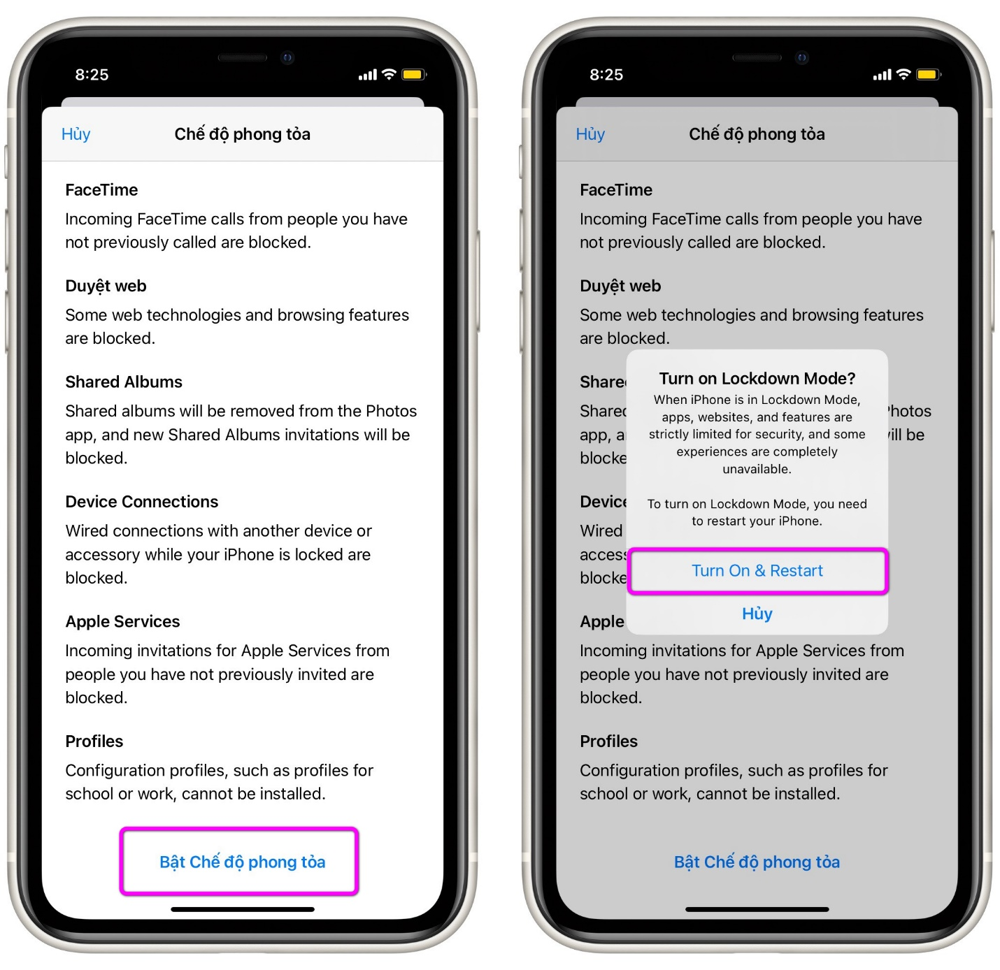 8:25
Hủy
Chế độ phong tỏa
FaceTime
Incoming FaceTime calls from people you have
not previously called are blocked.
Duyệt web
Some web technologies and browsing features
are blocked.
Shared Albums
Shared albums will be removed from the Photos
app, and new Shared Albums invitations will be
blocked.
Device Connections
Wired connections with another device or
accessory while your iPhone is locked are
blocked.
Apple Services
Incoming invitations for Apple Services from
people you have not previously invited are
blocked.
Profiles
Configuration profiles, such as profiles for
school or work, cannot be installed.
Bật Chế độ phong tỏa
8:25
Hủy
Chế độ phong tỏa
FaceTime
Incoming FaceTime calls from people you have
not previously called are blocked.
Duyệt web
Some web technologies and browsing features
are blocked.
Turn on Lockdown Mode?
When iPhone is in Lockdown Mode,
apps, websites, and features are
strictly limited for security, and some
experiences are completely
unavailable.
To turn on Lockdown Mode, you need
to restart your iPhone.
Turn On & Restart
Hủy
Device
Wired
Apple
Incoming invitations for Apple Services from
people you have not previously invited are
blocked.
Profiles
Configuration profiles, such as profiles for
school or work, cannot be installed.
Bật Chế độ phong tỏa